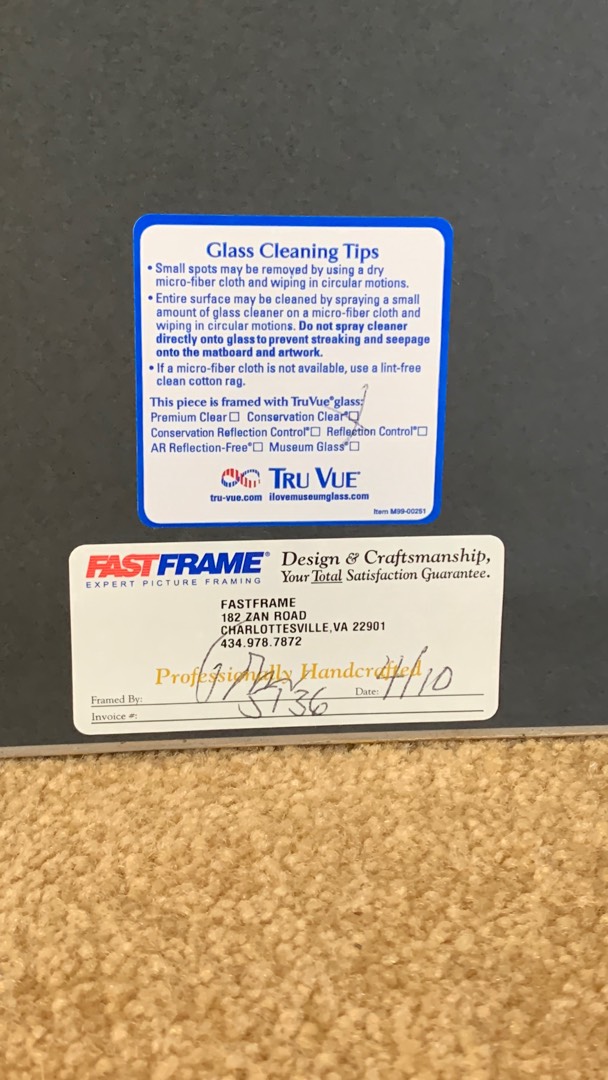 Glass Cleaning Tips
• Small spots may be removed by using a dry
micro-fiber cloth and wiping in circular motions.
• Entire surface may be cleaned by spraying a small
amount of glass cleaner on a micro-fiber cloth and
wiping in circular motions. Do not spray cleaner
directly onto glass to prevent streaking and seepage
onto the matboard and artwork.
• If a micro-fiber cloth is not available, use a lint-free
clean cotton rag.
This piece is framed with TruVue® glass:
Premium Clear☐ Conservation Clear®☐
Conservation Reflection Control®☐ Reflection Control®☐
AR Reflection-Free®☐ Museum Glass®☐
TRU VUE®
tru-vue.com ilovemuseumglass.com
Item M99-00251
FASTFRAME® Design & Craftsmanship,
EXPERT PICTURE FRAMING Your Total Satisfaction Guarantee.
FASTFRAME
182 ZAN ROAD
CHARLOTTESVILLE, VA 22901
434.978.7872
Professionally Handcrafted
Framed By: Date: 4/10
Invoice #: 5736